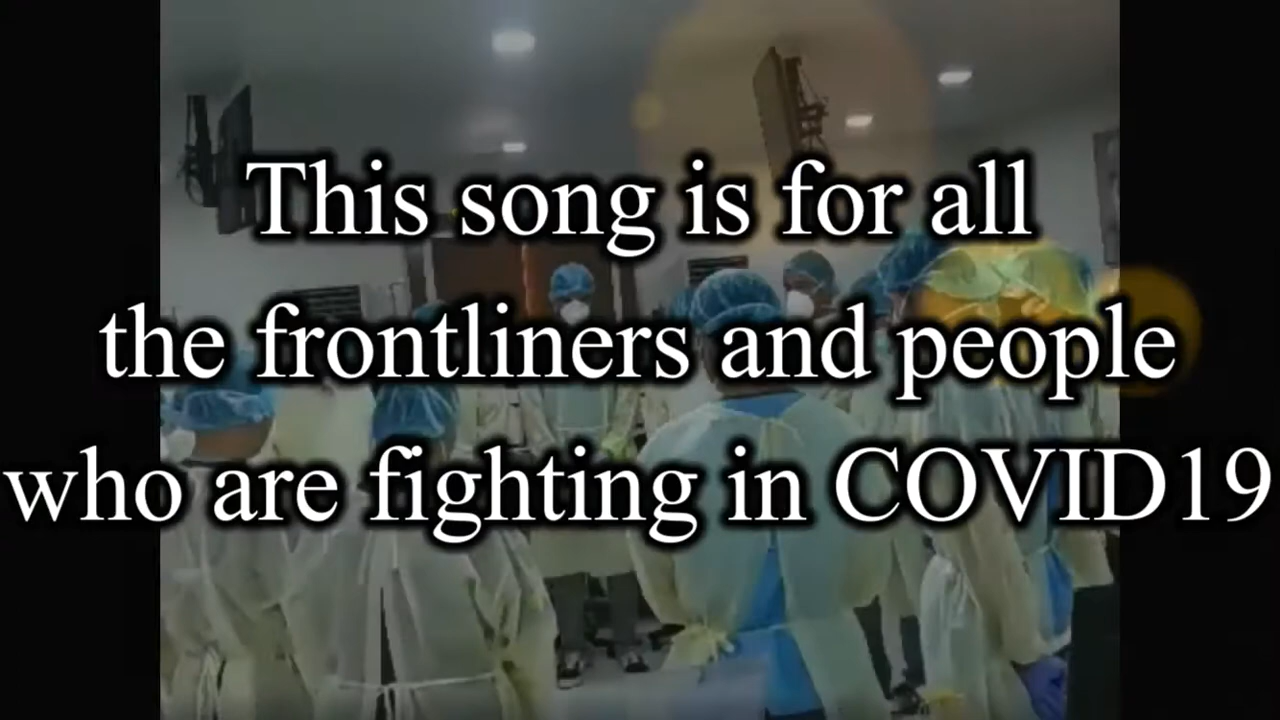 This song is for all
the frontliners and people
who are fighting in COVID19